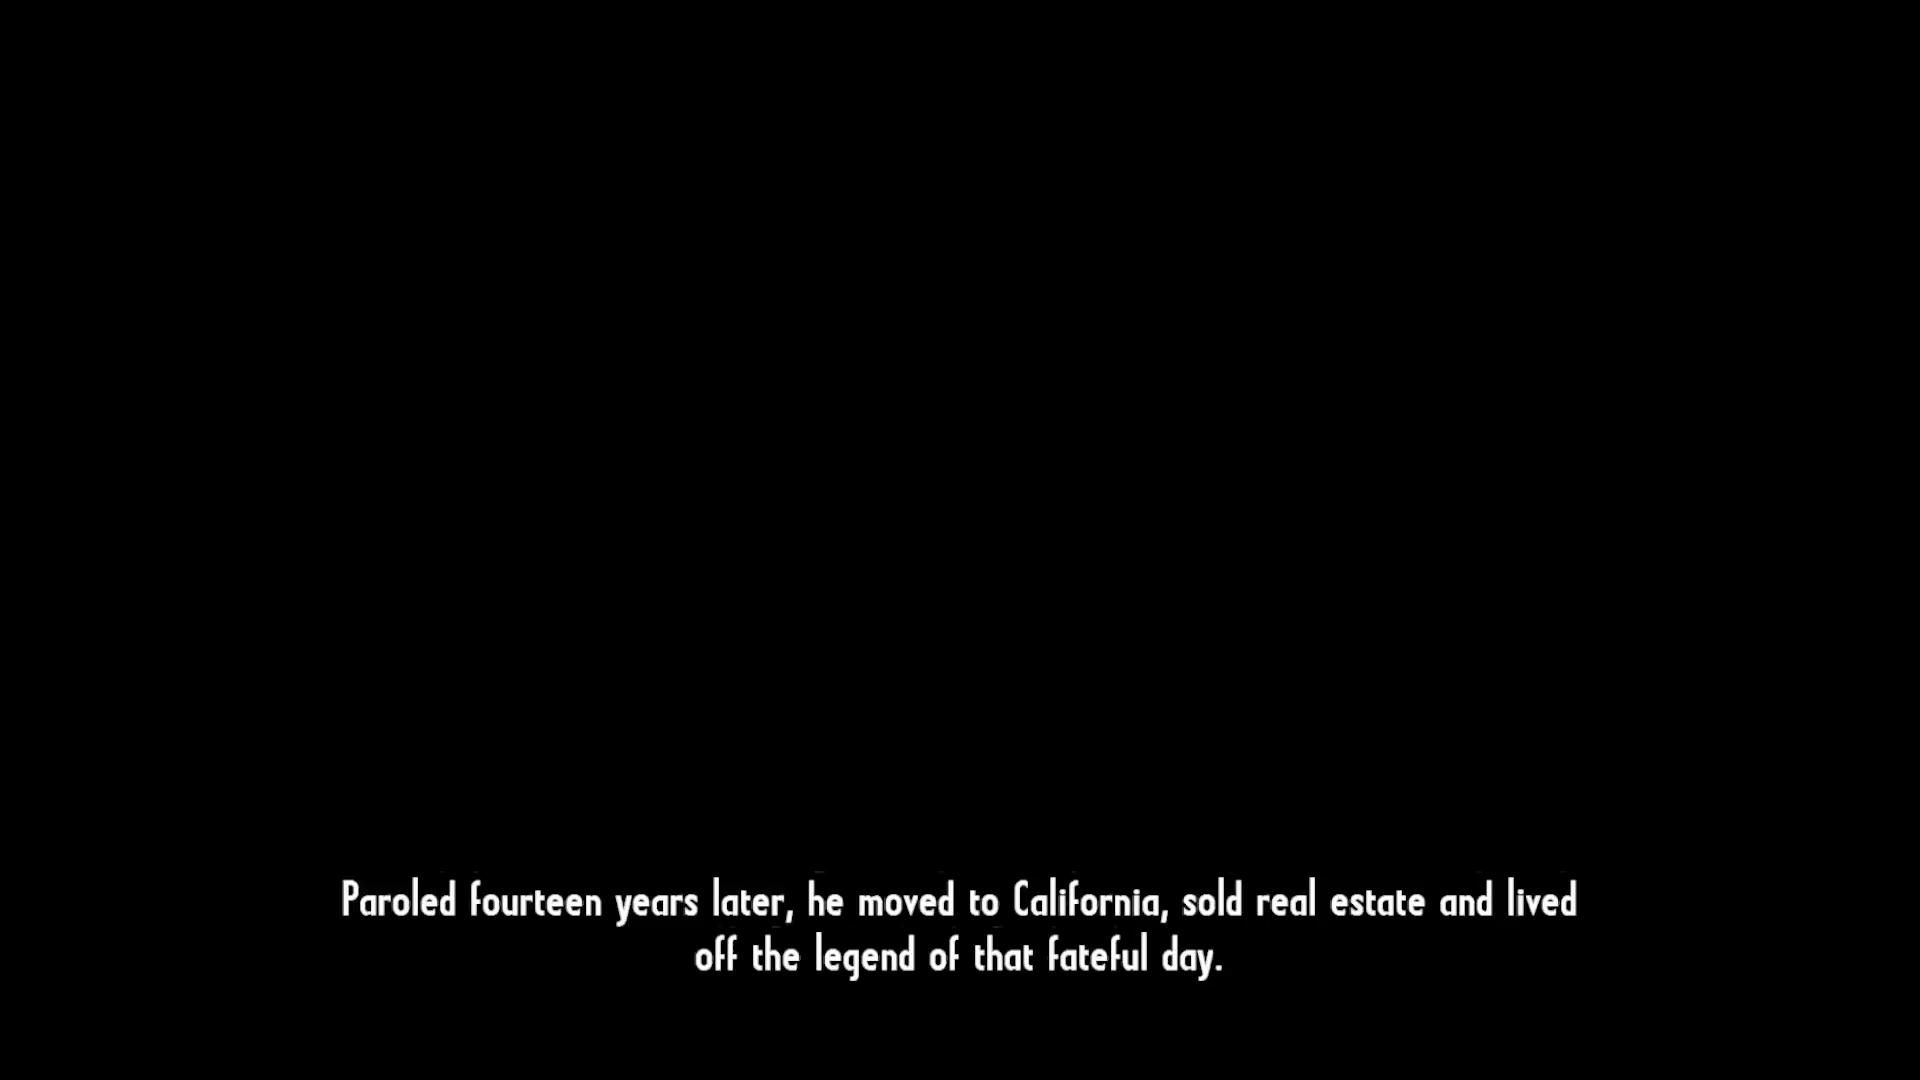 Paroled fourteen years later, he moved to California, sold real estate and lived
off the legend of that fateful day.